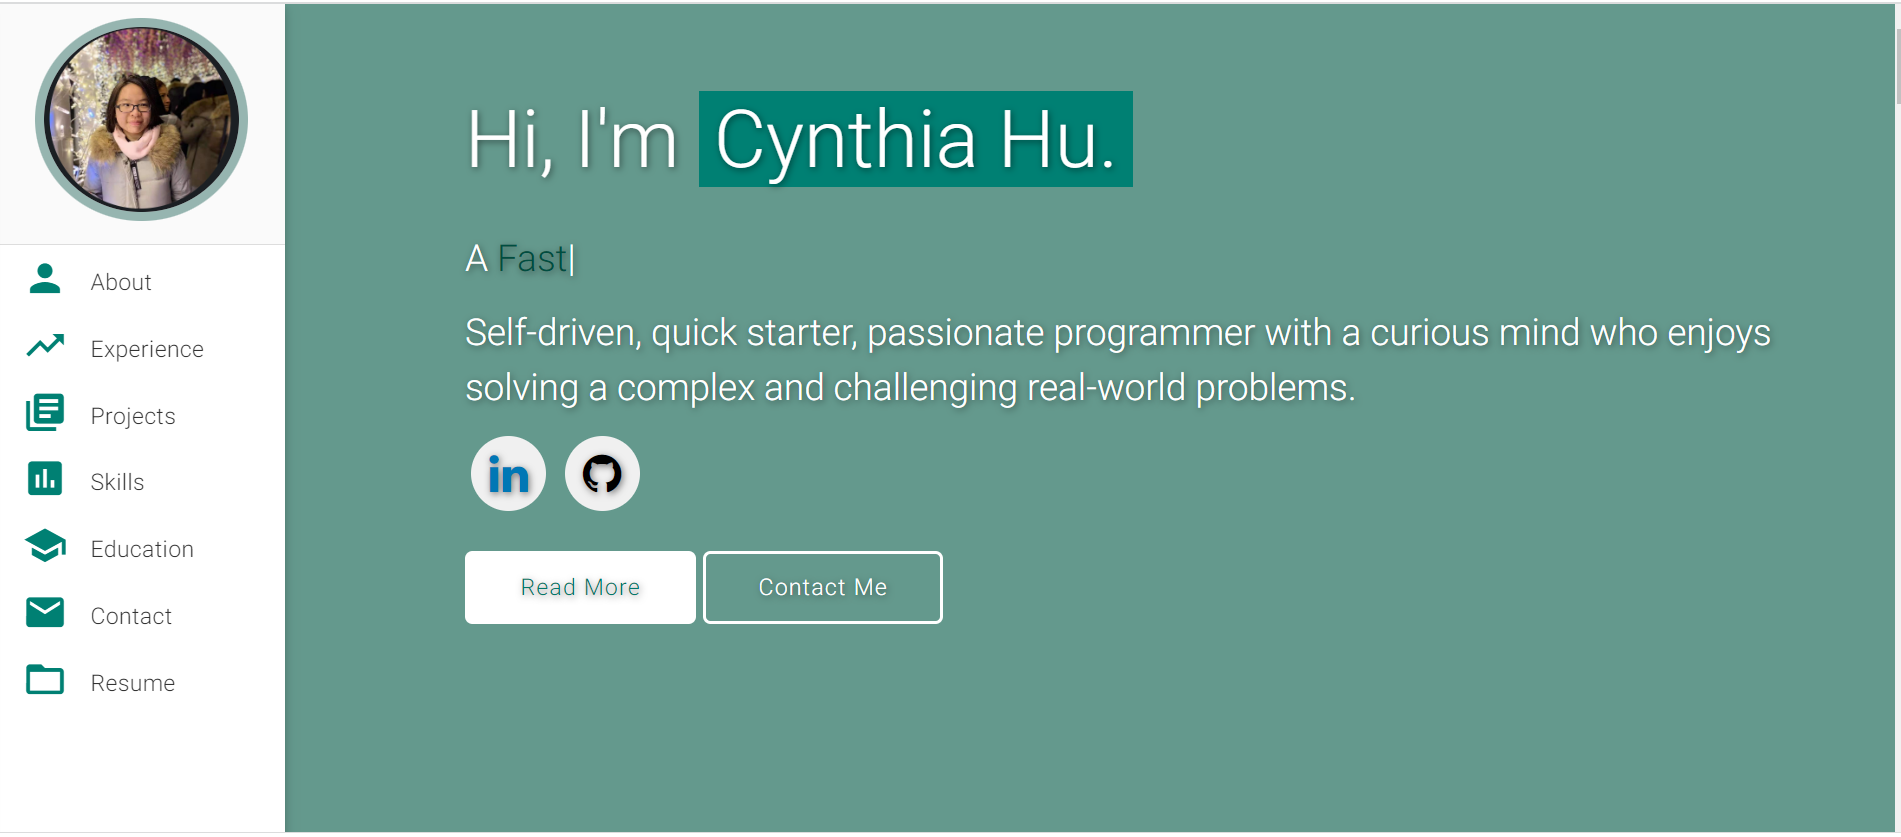 About
Experience
Projects
Skills
Education
Contact
Resume
Hi, I'm Cynthia Hu.
A Fast|
Self-driven, quick starter, passionate programmer with a curious mind who enjoys
solving a complex and challenging real-world problems.
in
Read More
Contact Me